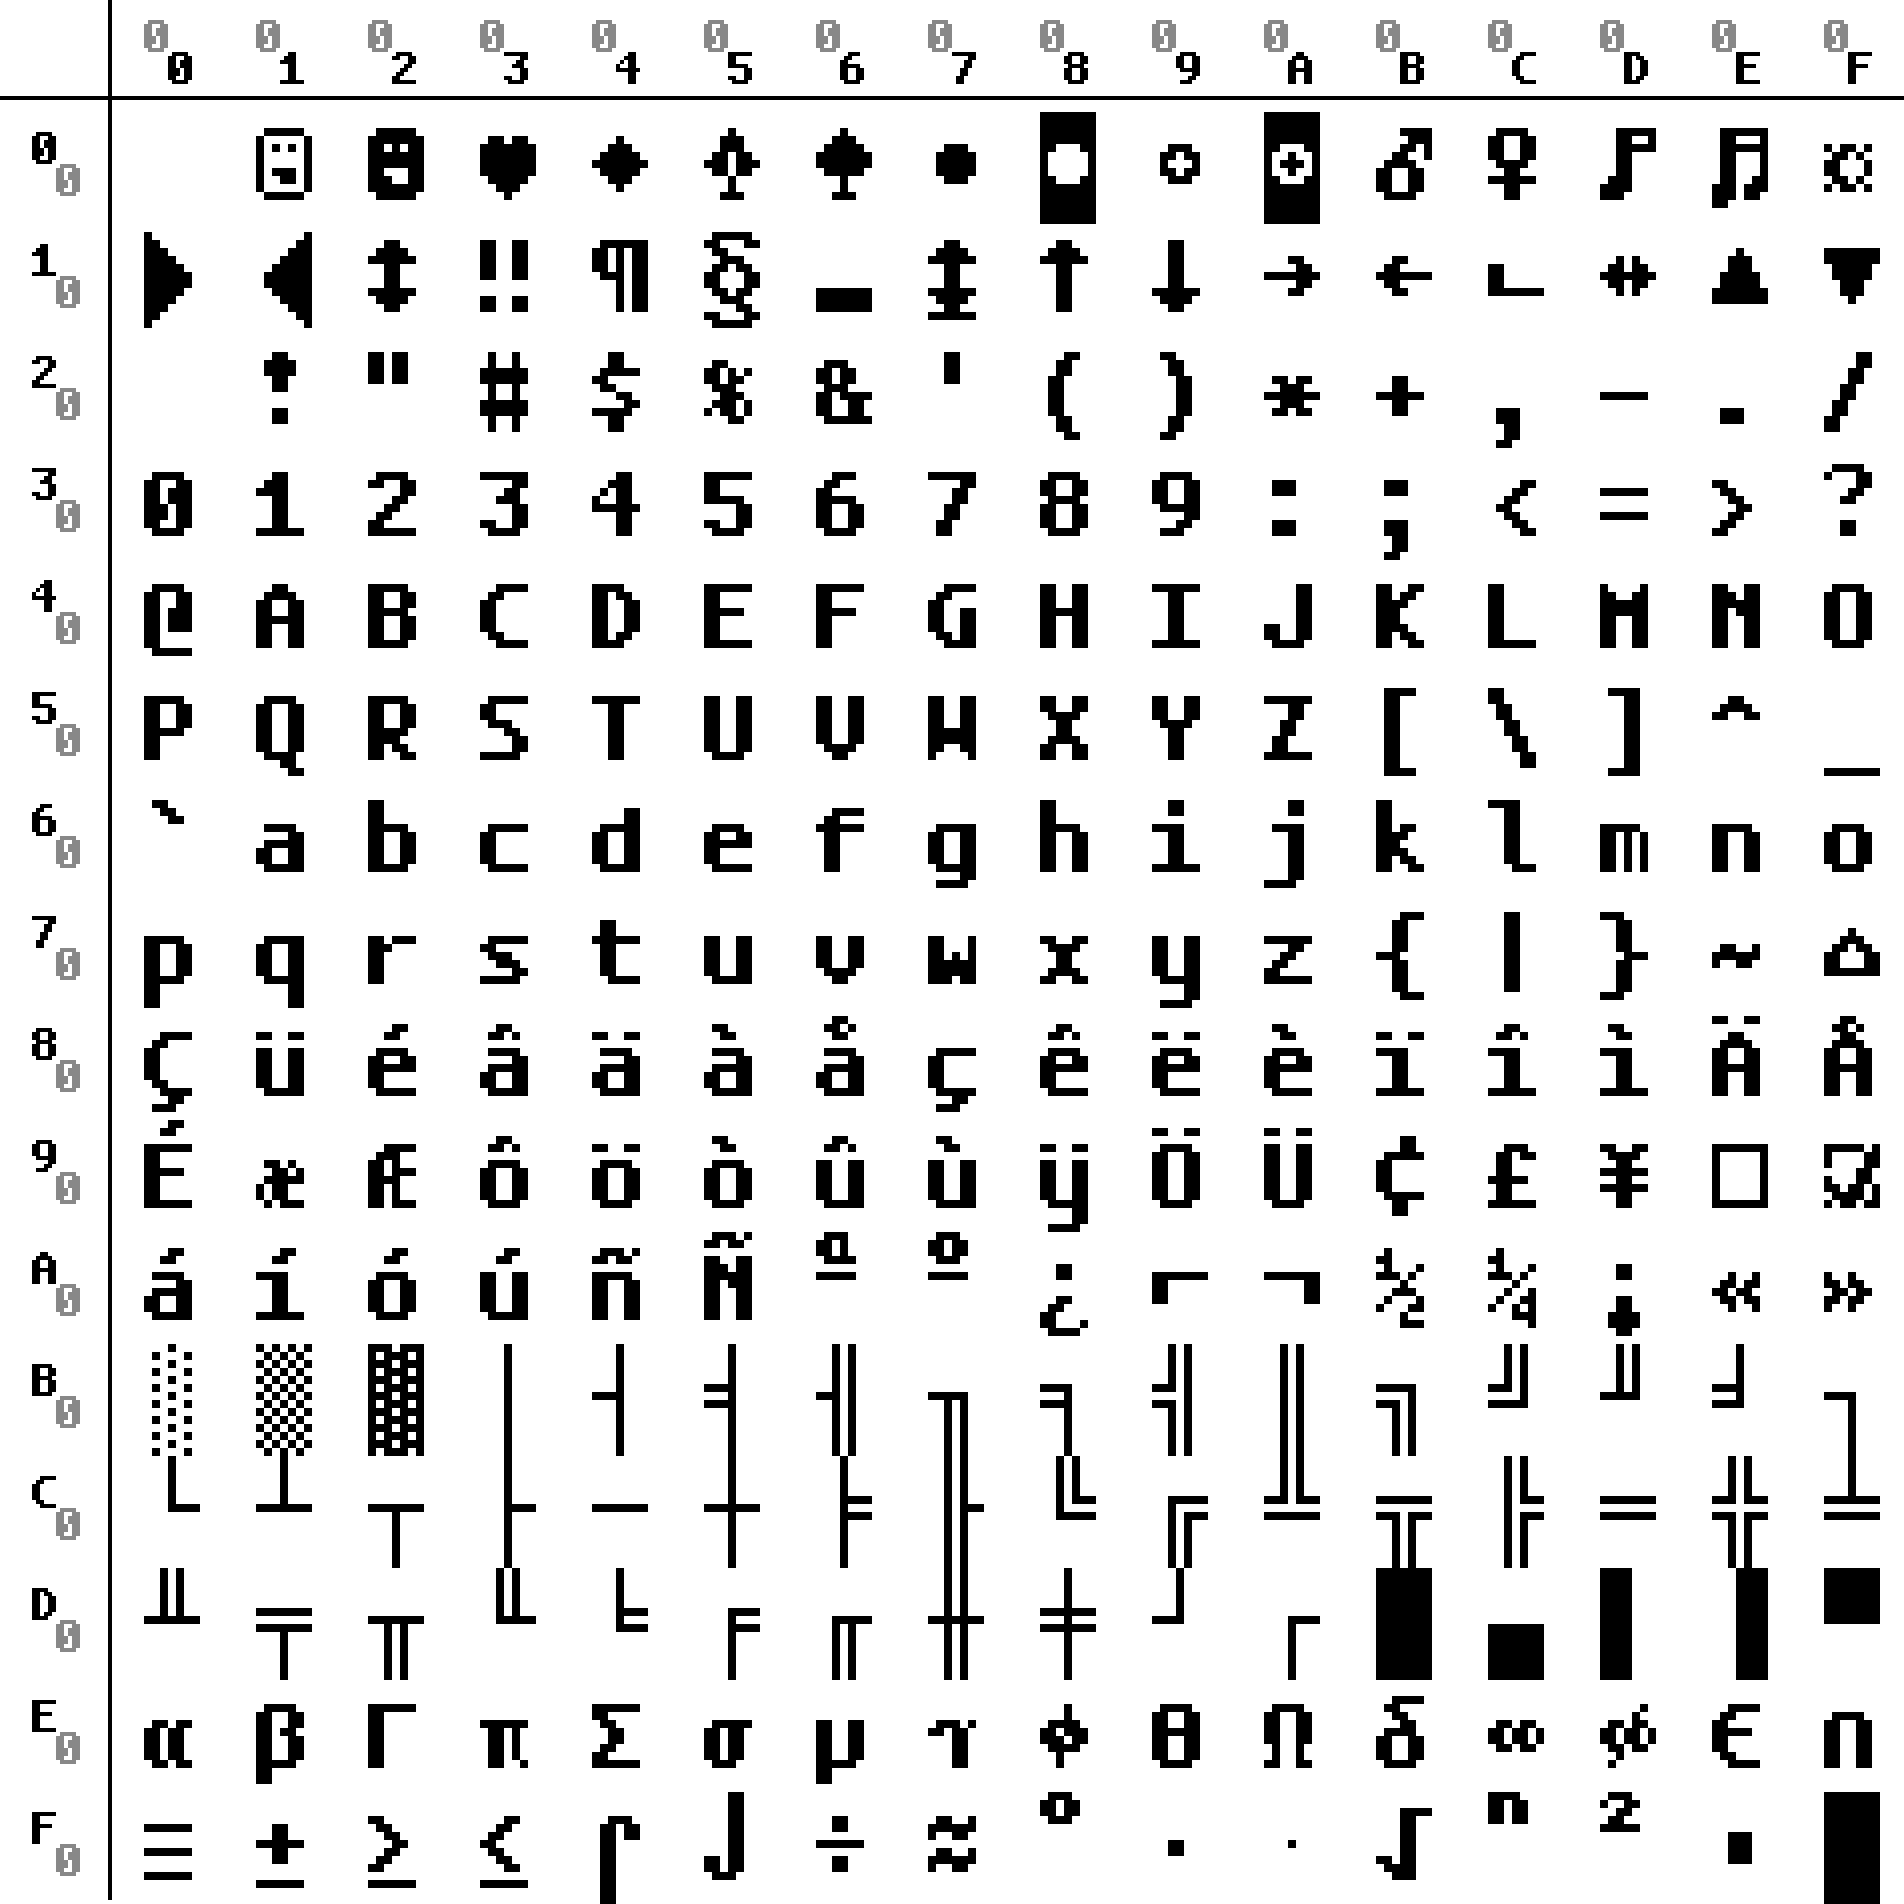 00 01 02 03 04 05 06 07 08 09 0A 0B 0C 0D 0E 0F
00 ☺ ☻ ♥ ♦ ♣ ♠ • ◘ ○ ◙ ♂ ♀ ♪ ♫ ☼
10 ► ◄ ↕ ‼ ¶ § ▬ ↨ ↑ ↓ → ← ∟ ↔ ▲ ▼
20 ! " # $ % & ' ( ) * + , - . /
30 0 1 2 3 4 5 6 7 8 9 : ; < = > ?
40 @ A B C D E F G H I J K L M N O
50 P Q R S T U V W X Y Z [ \ ] ^ _
60 ` a b c d e f g h i j k l m n o
70 p q r s t u v w x y z { | } ~ ⌂
80 Ç ü é â ä à å ç ê ë è ï î ì Ä Å
90 É æ Æ ô ö ò û ù ÿ Ö Ü ¢ £ ¥ □
A0 á í ó ú ñ Ñ ª º ¿ ⌐ ¬ ½ ¼ ¡ « »
B0 ░ ▒ ▓ │ ┤ ╡ ╢ ╖ ╕ ╣ ║ ╗ ╝ ╜ ╛ ┐
C0 └ ┴ ┬ ├ ─ ┼ ╞ ╟ ╚ ╔ ╩ ╦ ╠ ═ ╬ ╧
D0 ╨ ╤ ╥ ╙ ╘ ╒ ╓ ╫ ╪ ┘ ┌ █ ▄ ▌ ▐ ▀
E0 α β Γ π Σ σ µ τ ϕ θ Ω δ ∞ ∈ ∩
F0 ≡ ± ≥ ≤ ⌠ ⌡ ÷ ≈ ° ∙ · √ ⁿ ² ■ █